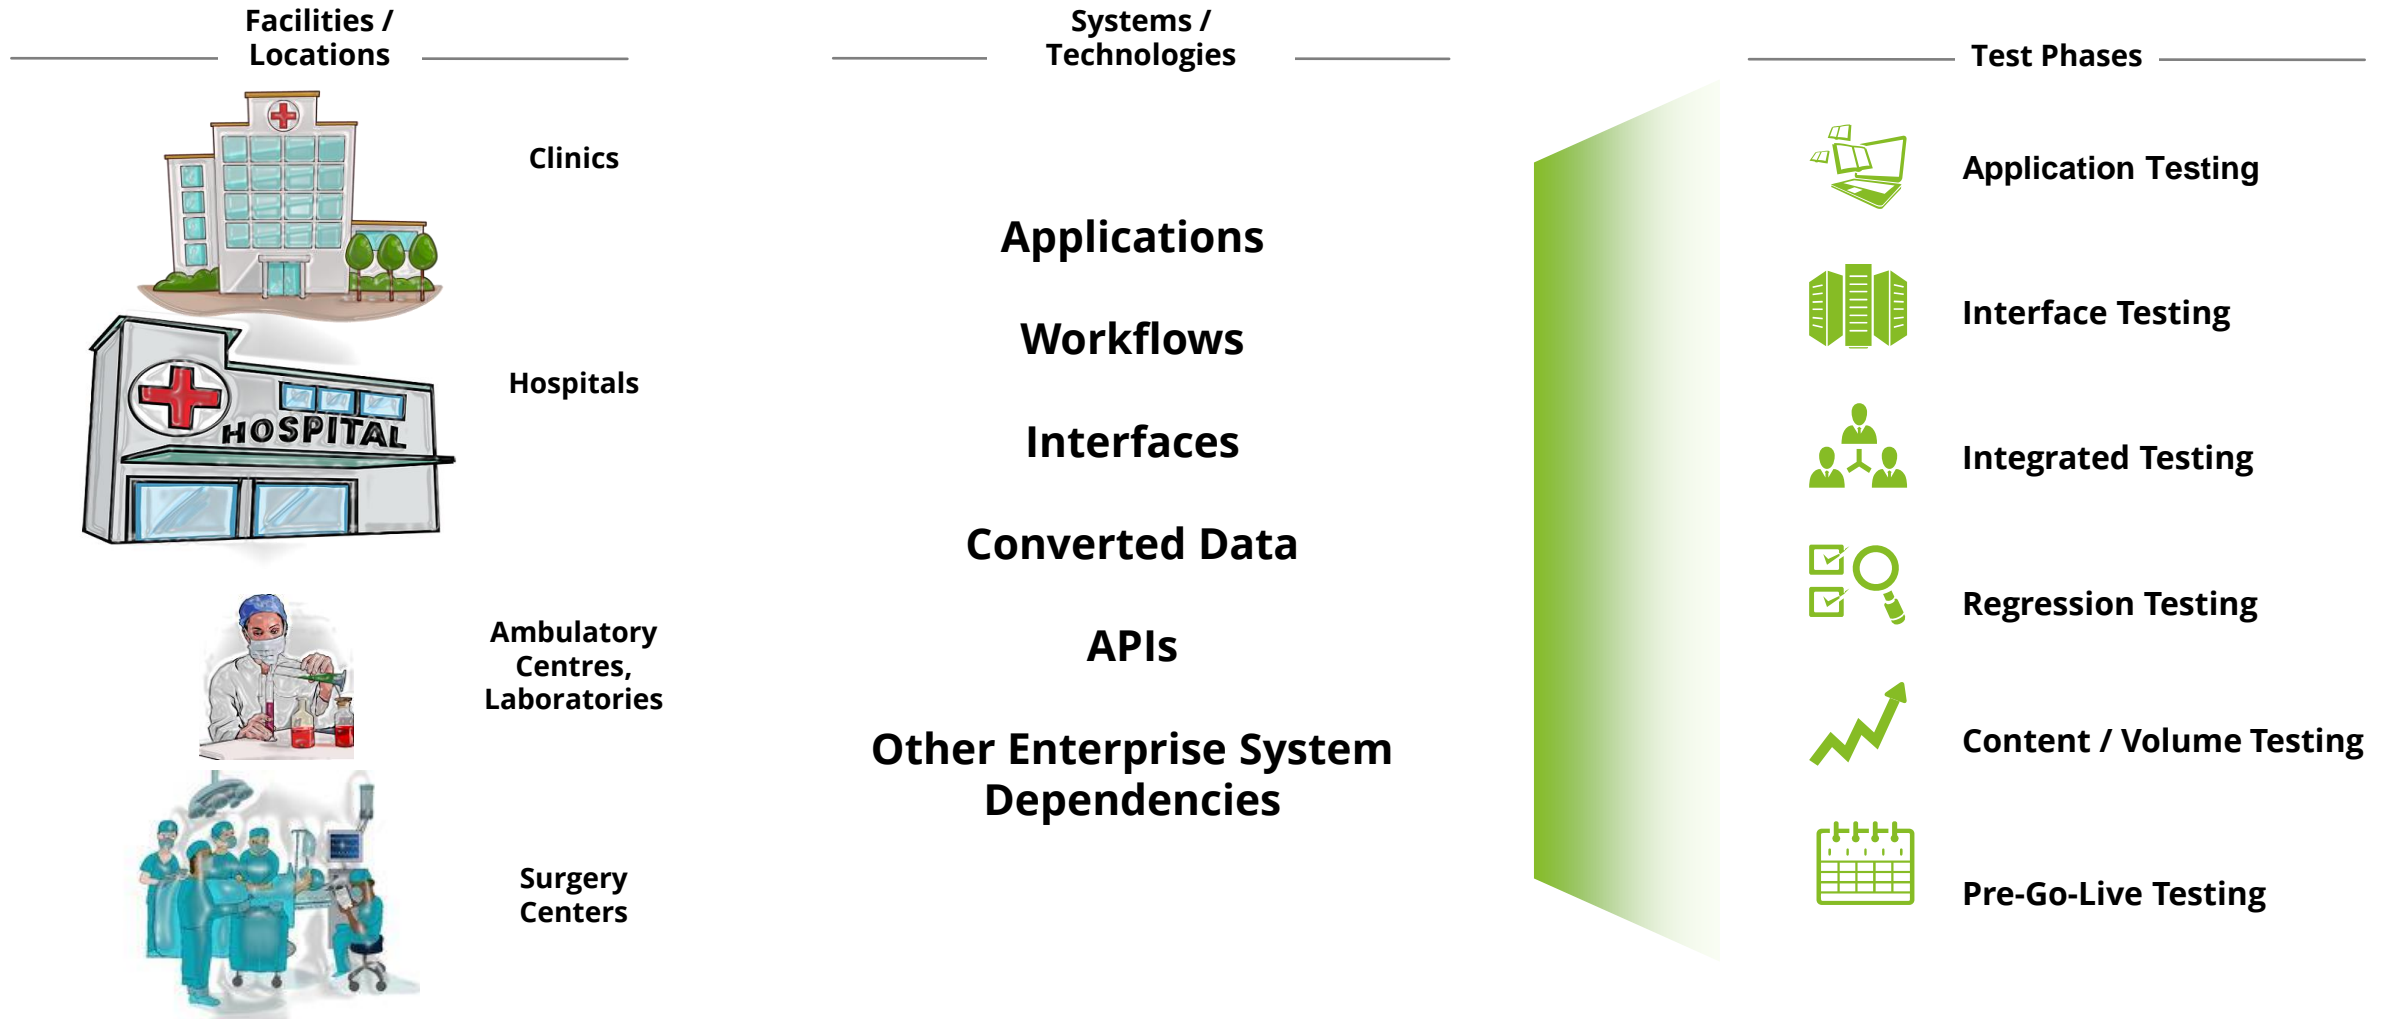 Facilities /
Locations
Clinics
HOSPITAL
Hospitals
Ambulatory
Centres,
Laboratories
Surgery
Centers
Systems /
Technologies
Applications
Workflows
Interfaces
Converted Data
APIs
Other Enterprise System
Dependencies
Test Phases
Application Testing
Interface Testing
Integrated Testing
Regression Testing
Content / Volume Testing
Pre-Go-Live Testing